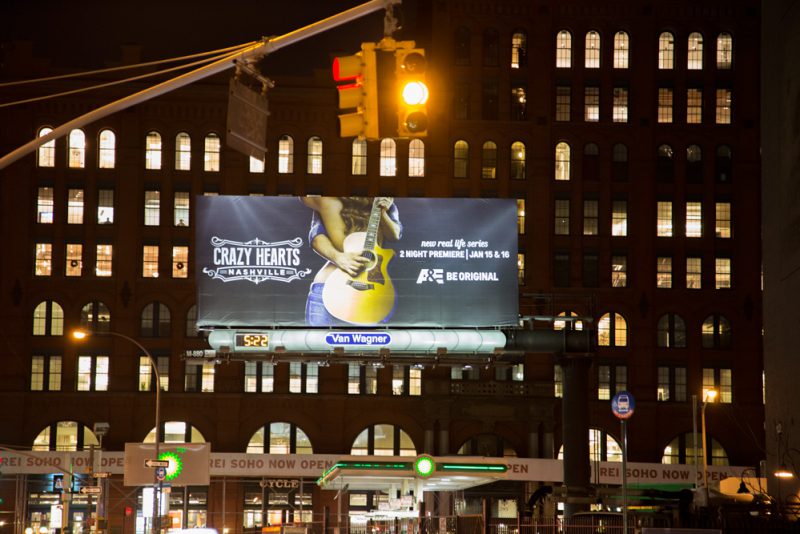 CRAZY HEARTS
NASHVILLE
new real life series
2 NIGHT PREMIERE | JAN 15 & 16
A&E BE ORIGINAL
5:22
Van Wagner
M-880
REI SOHO NOW OPEN
REI SOHO NOW OPEN
REI SOHO NOW OPEN
CYCLE